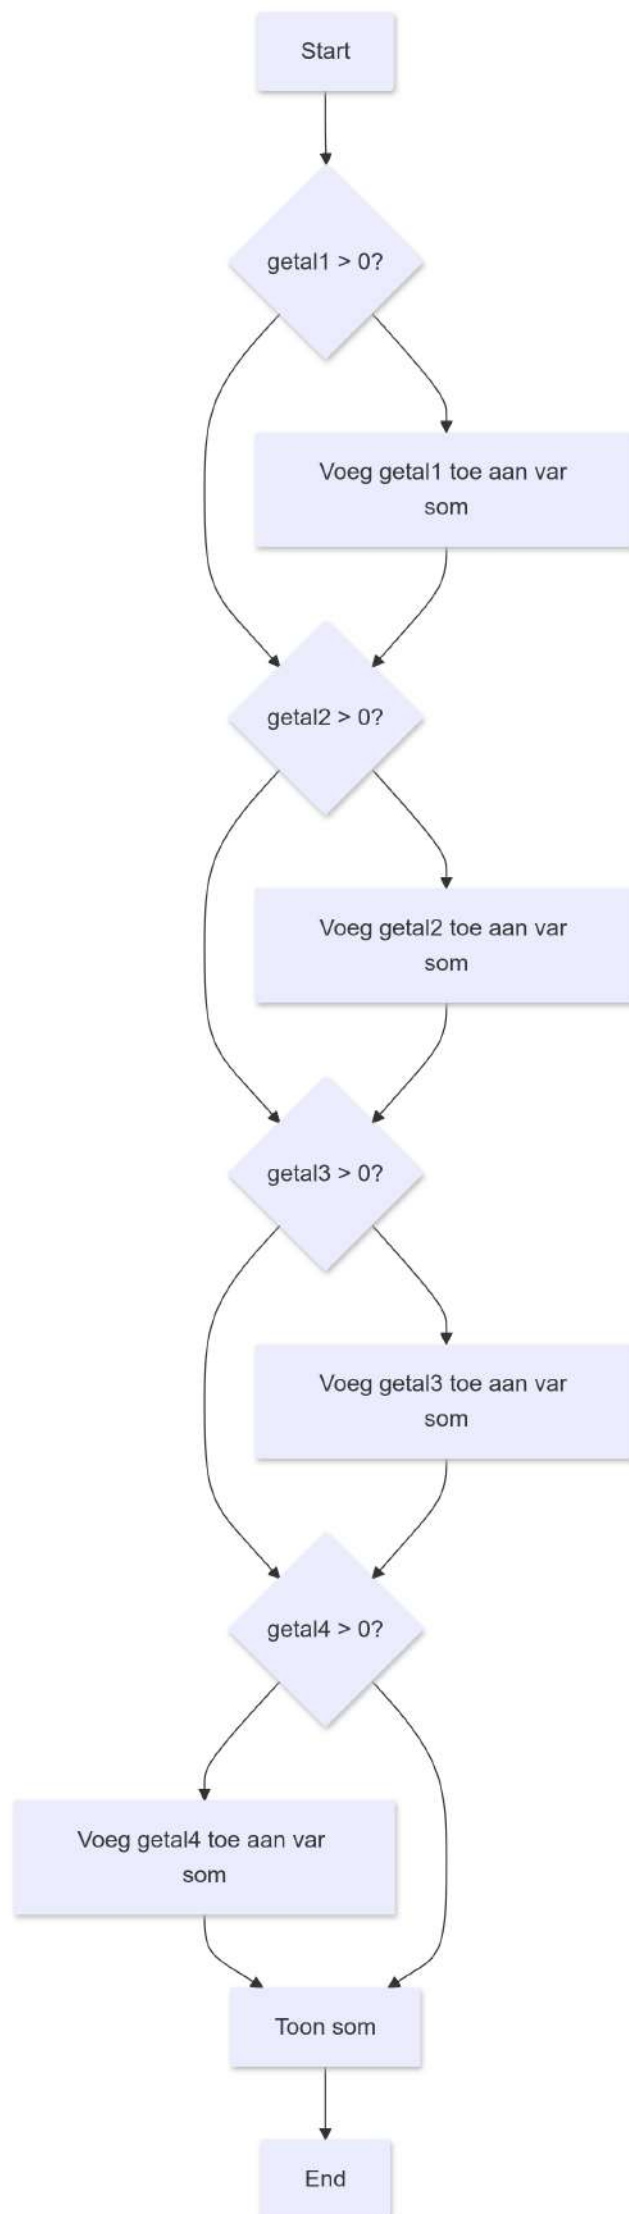 Start
getal1 > 0?
Voeg getal1 toe aan var
som
getal2 > 0?
Voeg getal2 toe aan var
som
getal3 > 0?
Voeg getal3 toe aan var
som
getal4 > 0?
Voeg getal4 toe aan var
som
Toon som
End